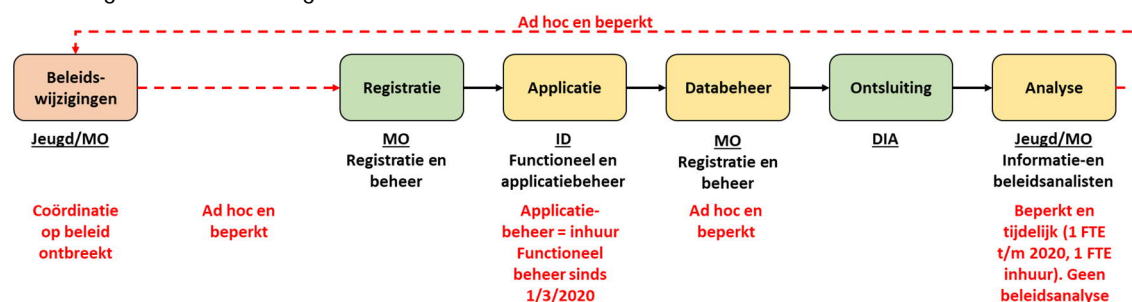 Ad hoc en beperkt
Beleids-
wijzigingen
Registratie
Applicatie
Databeheer
Ontsluiting
Analyse
Jeugd/MO
MO
Registratie en
beheer
ID
Functioneel en
applicatiebeheer
MO
Registratie en
beheer
DIA
Jeugd/MO
Informatie-en
beleidsanalisten
Coördinatie
op beleid
ontbreekt
Ad hoc en
beperkt
Applicatie-
beheer = inhuur
Functioneel
beheer sinds
1/3/2020
Ad hoc en
beperkt
Beperkt en
tijdelijk (1 FTE
t/m 2020, 1 FTE
inhuur). Geen
beleidsanalyse